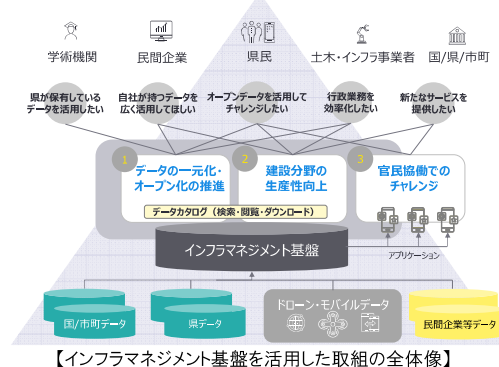 学術機関
民間企業
県民
土木・インフラ事業者
国/県/市町
県が保有している
データを活用したい
自社が持つデータを
広く活用してほしい
オープンデータを活用して
チャレンジしたい
行政業務を
効率化したい
新たなサービスを
提供したい
1
データの一元化・
オープン化の推進
2
建設分野の
生産性向上
3
官民協働での
チャレンジ
データカタログ（検索・閲覧・ダウンロード）
インフラマネジメント基盤
アプリケーション
国/市町データ
県データ
ドローン・モバイルデータ
民間企業等データ
【インフラマネジメント基盤を活用した取組の全体像】